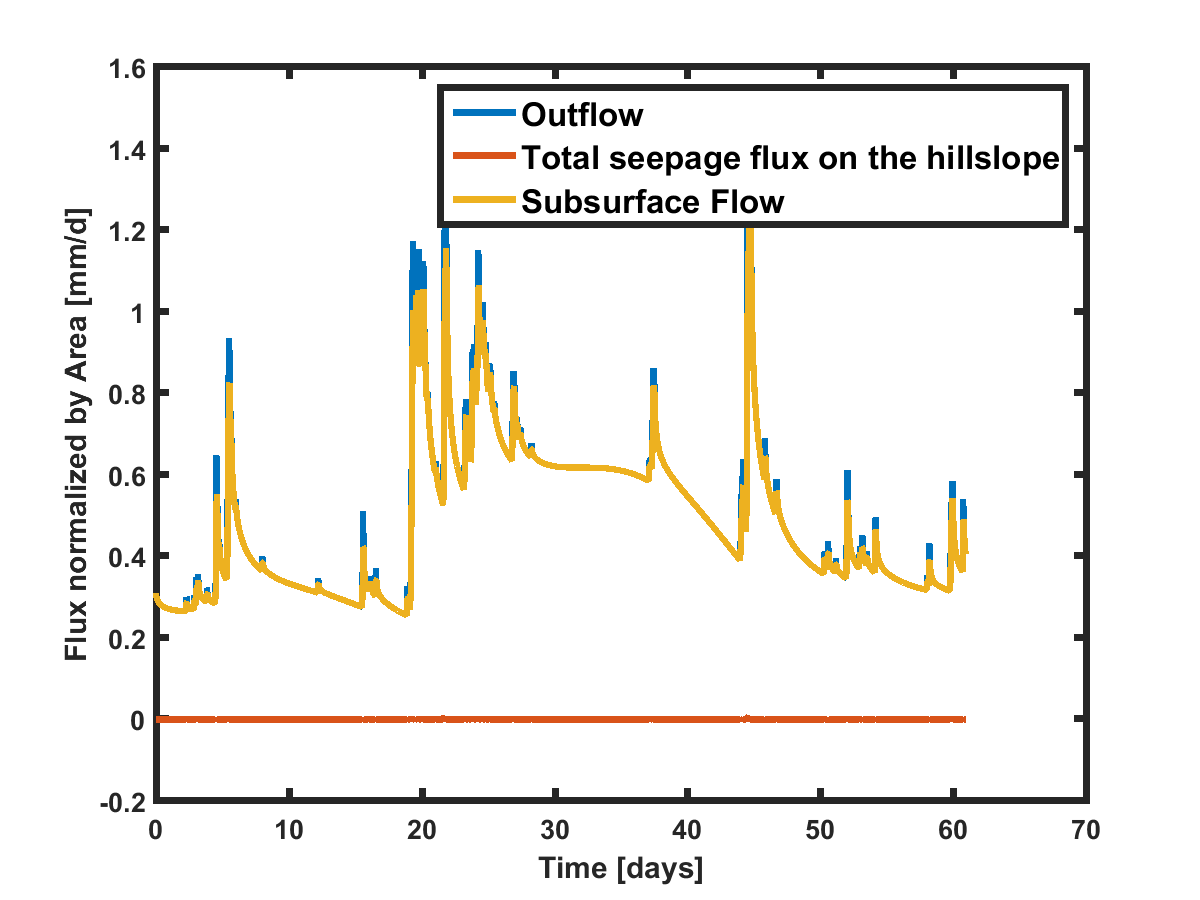 1.6
1.4
1.2
1
0.8
0.6
0.4
0.2
0
-0.2
Flux normalized by Area [mm/d]
Outflow
Total seepage flux on the hillslope
Subsurface Flow
0 10 20 30 40 50 60 70
Time [days]